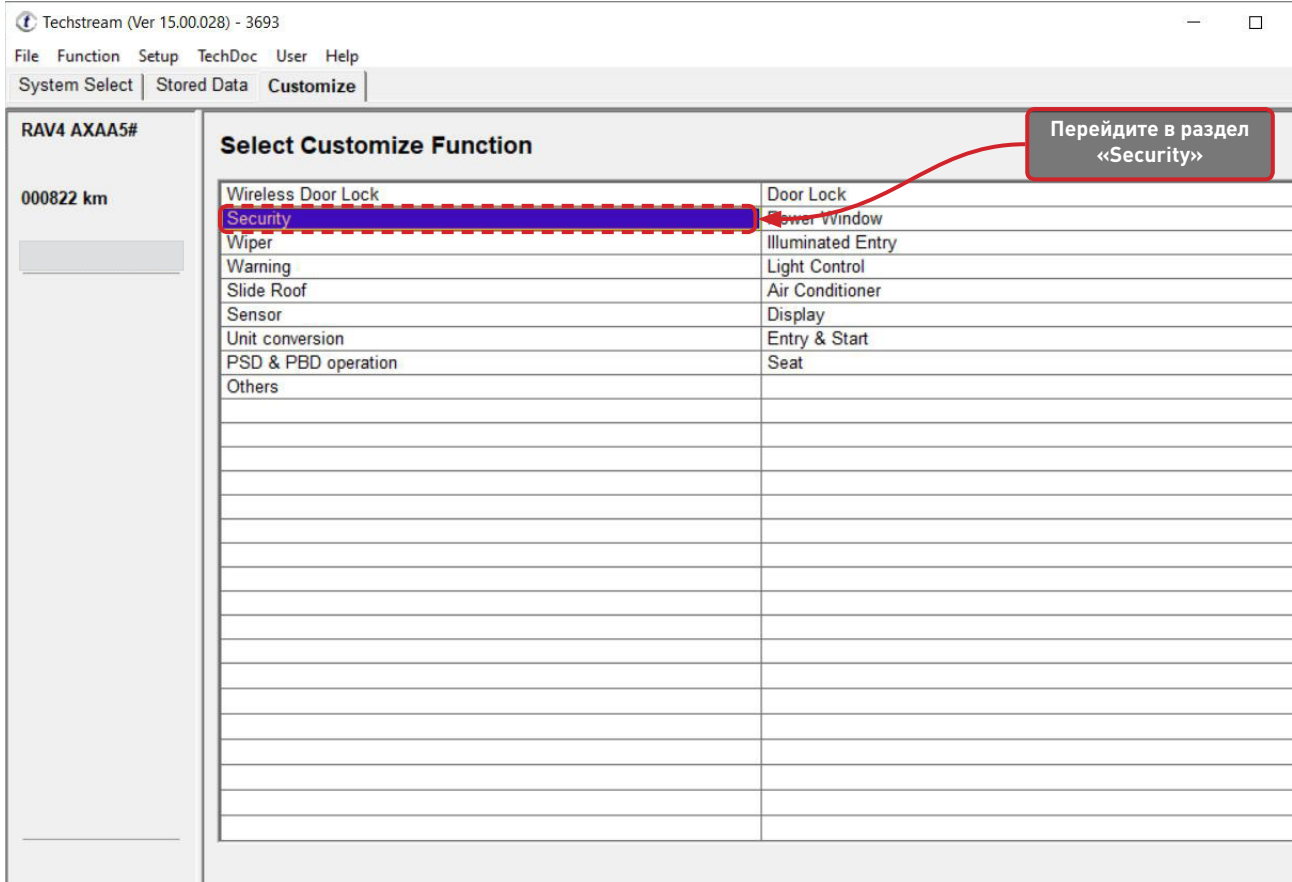 Techstream (Ver 15.00.028) - 3693
File Function Setup TechDoc User Help
System Select Stored Data Customize
RAV4 AXAA5#
000822 km
Select Customize Function
Перейдите в раздел
«Security»
Wireless Door Lock Door Lock
Security Power Window
Wiper Illuminated Entry
Warning Light Control
Slide Roof Air Conditioner
Sensor Display
Unit conversion Entry & Start
PSD & PBD operation Seat
Others